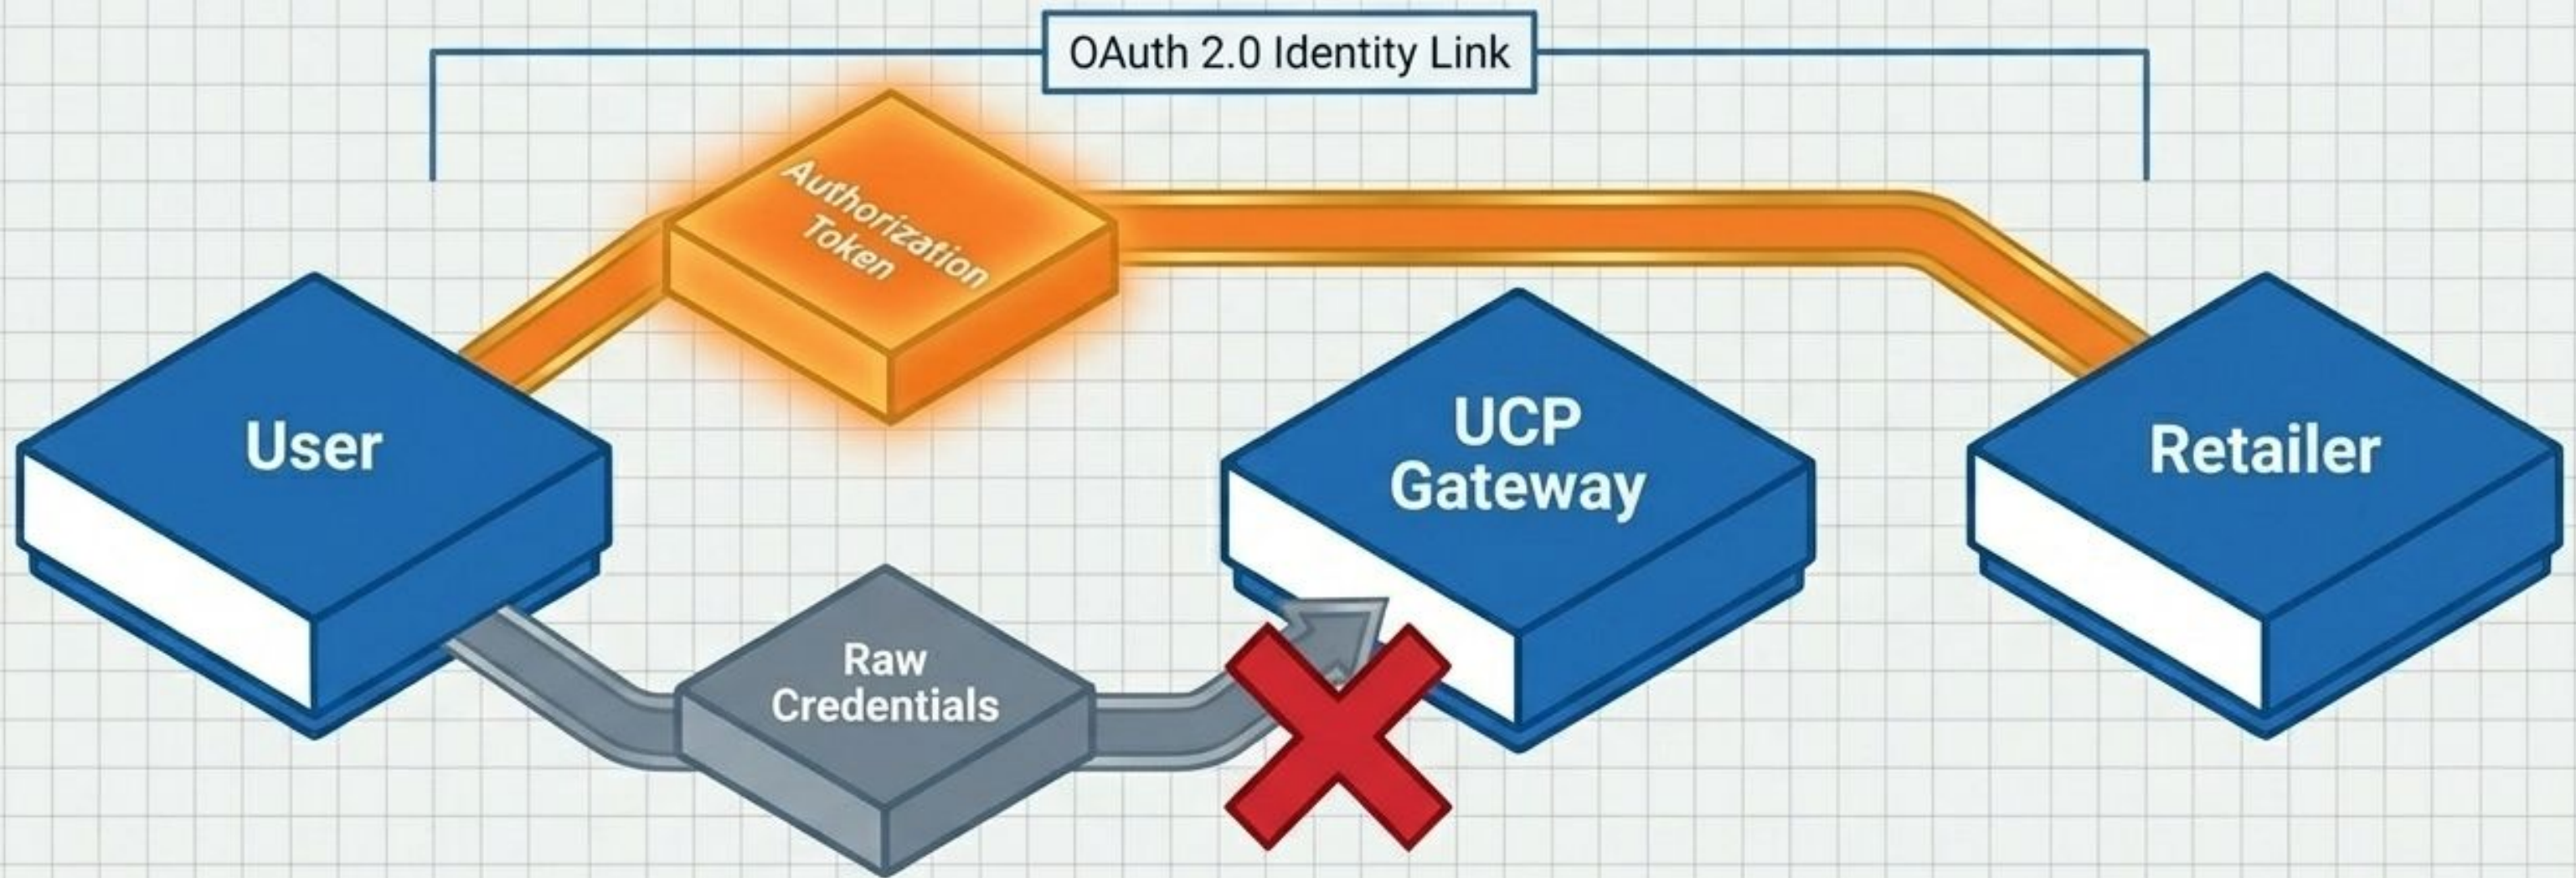 OAuth 2.0 Identity Link
Authorization
Token
User
UCP
Gateway
Retailer
Raw
Credentials